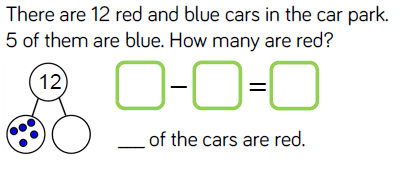 There are 12 red and blue cars in the car park.
5 of them are blue. How many are red?
12
- =
__ of the cars are red.